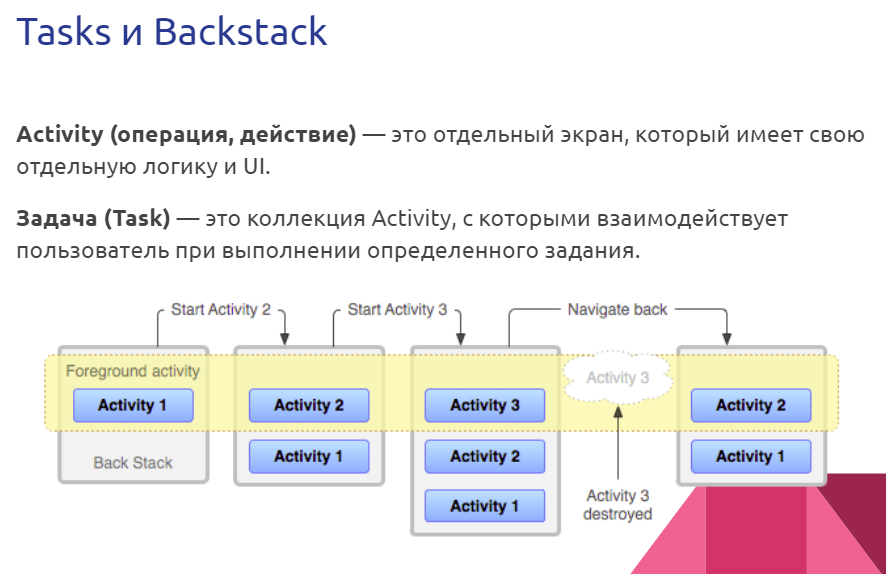 Tasks и Backstack
Activity (операция, действие) — это отдельный экран, который имеет свою
отдельную логику и UI.
Задача (Task) — это коллекция Activity, с которыми взаимодействует
пользователь при выполнении определенного задания.
Start Activity 2
Start Activity 3
Navigate back
Foreground activity
Activity 1
Back Stack
Activity 2
Activity 1
Activity 3
Activity 2
Activity 1
Activity 3
Activity 3
destroyed
Activity 2
Activity 1